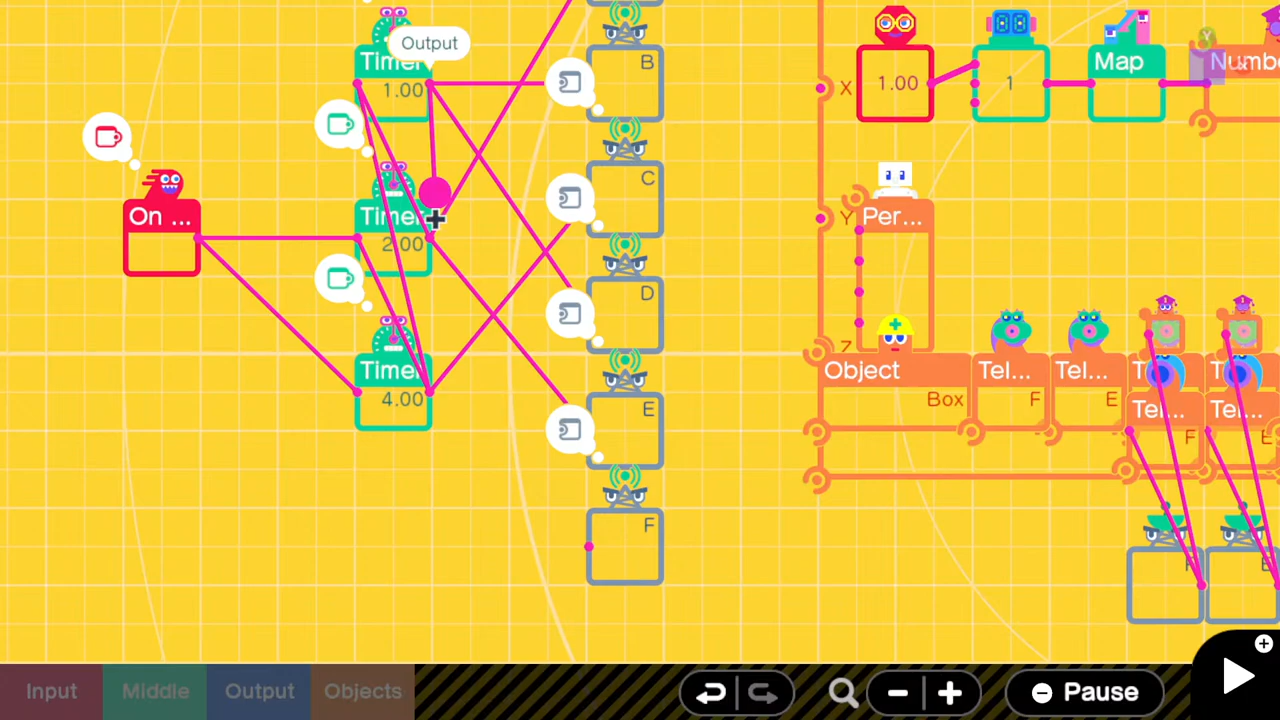 Output
Timer
1.00
B
X
1.00
1
Map
Numb
C
On ...
Timer
2.00
Y
Per...
D
Z
Timer
4.00
Object
Box
Tel...
F
Tel...
E
Tel...
F
Tel...
E
E
F
F
E
Input
Middle
Output
Objects
Pause